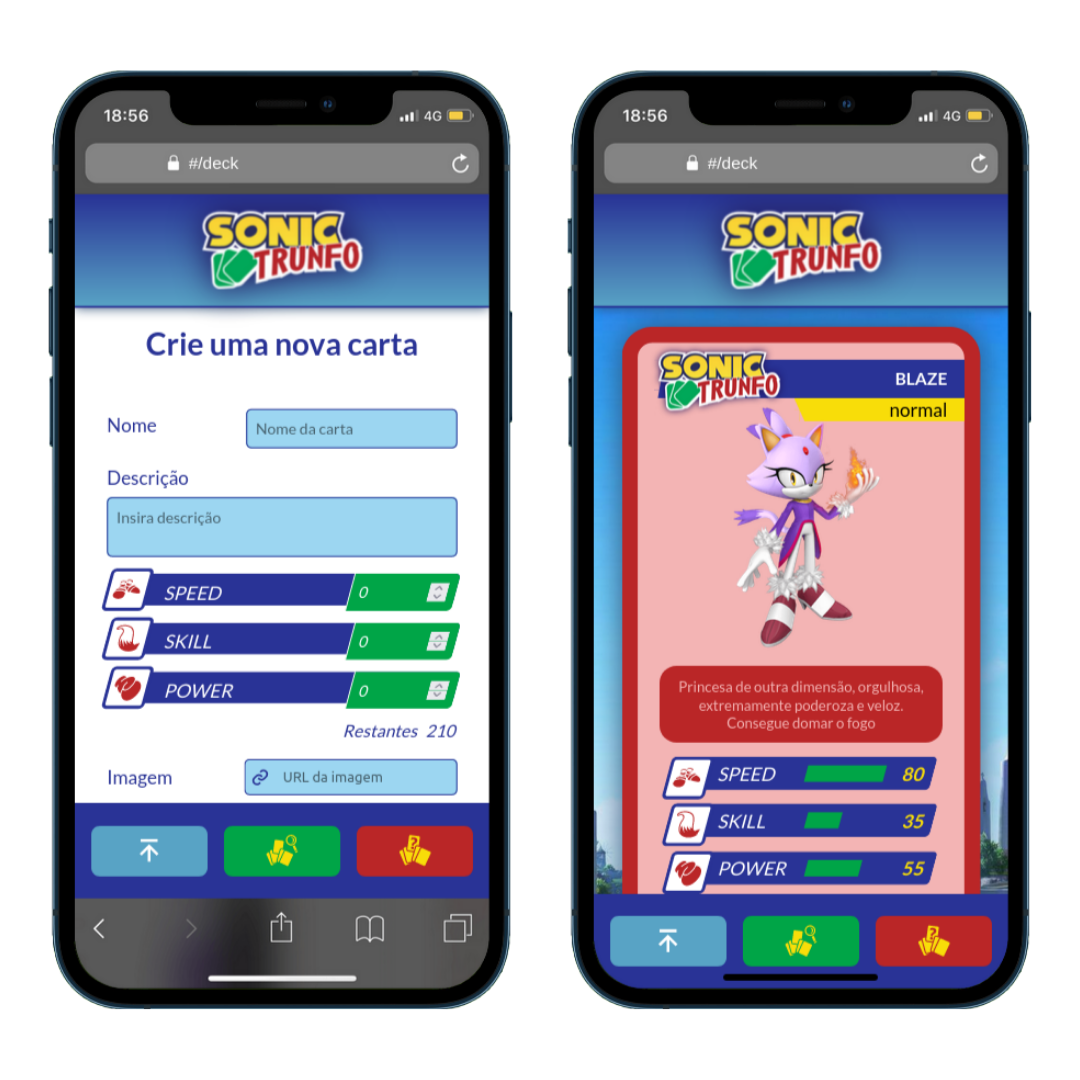 18:56
4G
#/deck
SONIC
TRUNFO
Crie uma nova carta
Nome
Nome da carta
Descrição
Insira descrição
SPEED
0
SKILL
0
POWER
0
Restantes 210
Imagem
URL da imagem
?
18:56
4G
#/deck
SONIC
TRUNFO
SONIC
TRUNFO
BLAZE
normal
Princesa de outra dimensão, orgulhosa,
extremamente poderoza e veloz.
Consegue domar o fogo
SPEED 80
SKILL 35
POWER 55
?